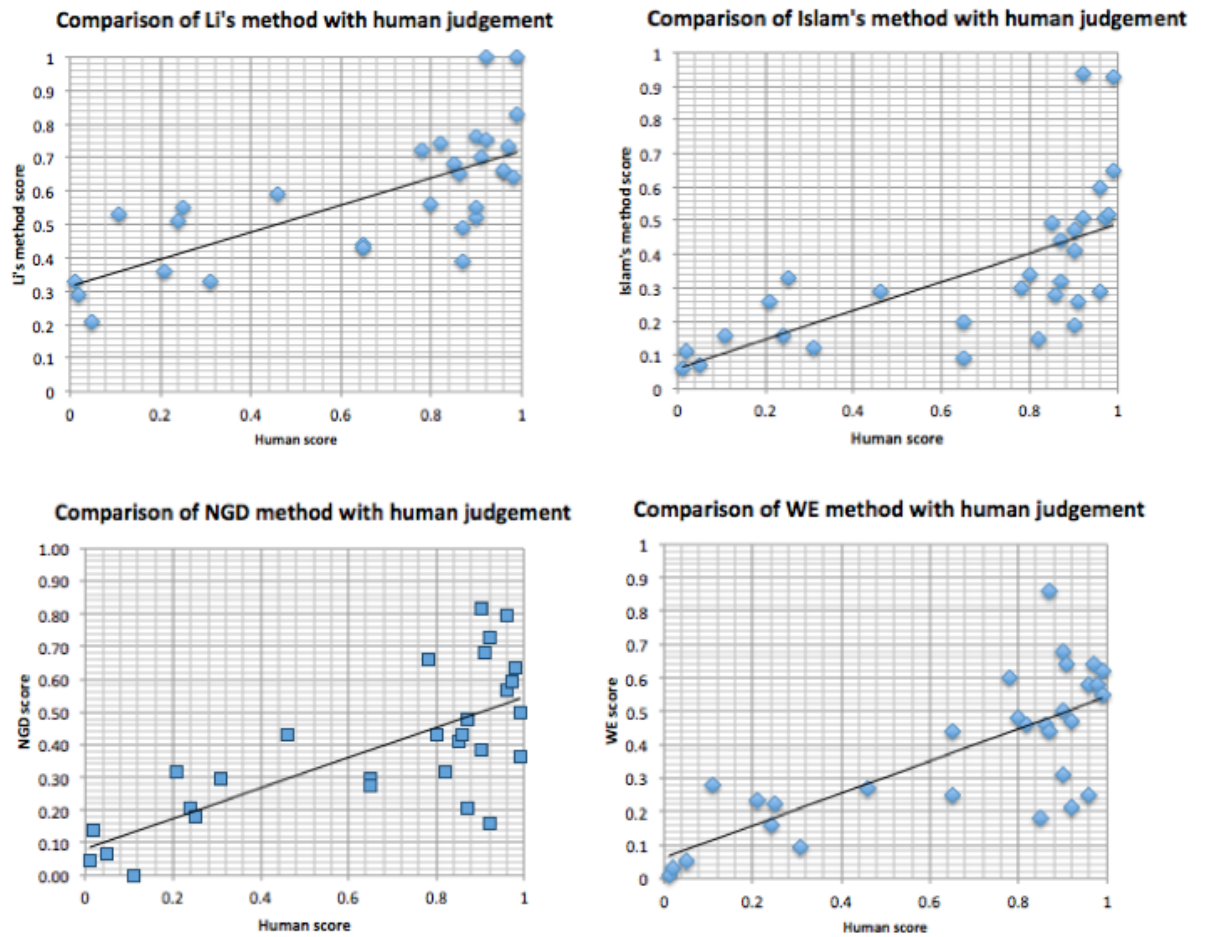 Comparison of Li's method with human judgement
Li's method score
1
0.9
0.8
0.7
0.6
0.5
0.4
0.3
0.2
0.1
0
0 0.2 0.4 0.6 0.8 1
Human score
Comparison of Islam's method with human judgement
Islam's method score
1
0.9
0.8
0.7
0.6
0.5
0.4
0.3
0.2
0.1
0
0 0.2 0.4 0.6 0.8 1
Human score
Comparison of NGD method with human judgement
NGD score
1.00
0.90
0.80
0.70
0.60
0.50
0.40
0.30
0.20
0.10
0.00
0 0.2 0.4 0.6 0.8 1
Human score
Comparison of WE method with human judgement
WE score
1
0.9
0.8
0.7
0.6
0.5
0.4
0.3
0.2
0.1
0
0 0.2 0.4 0.6 0.8 1
Human score